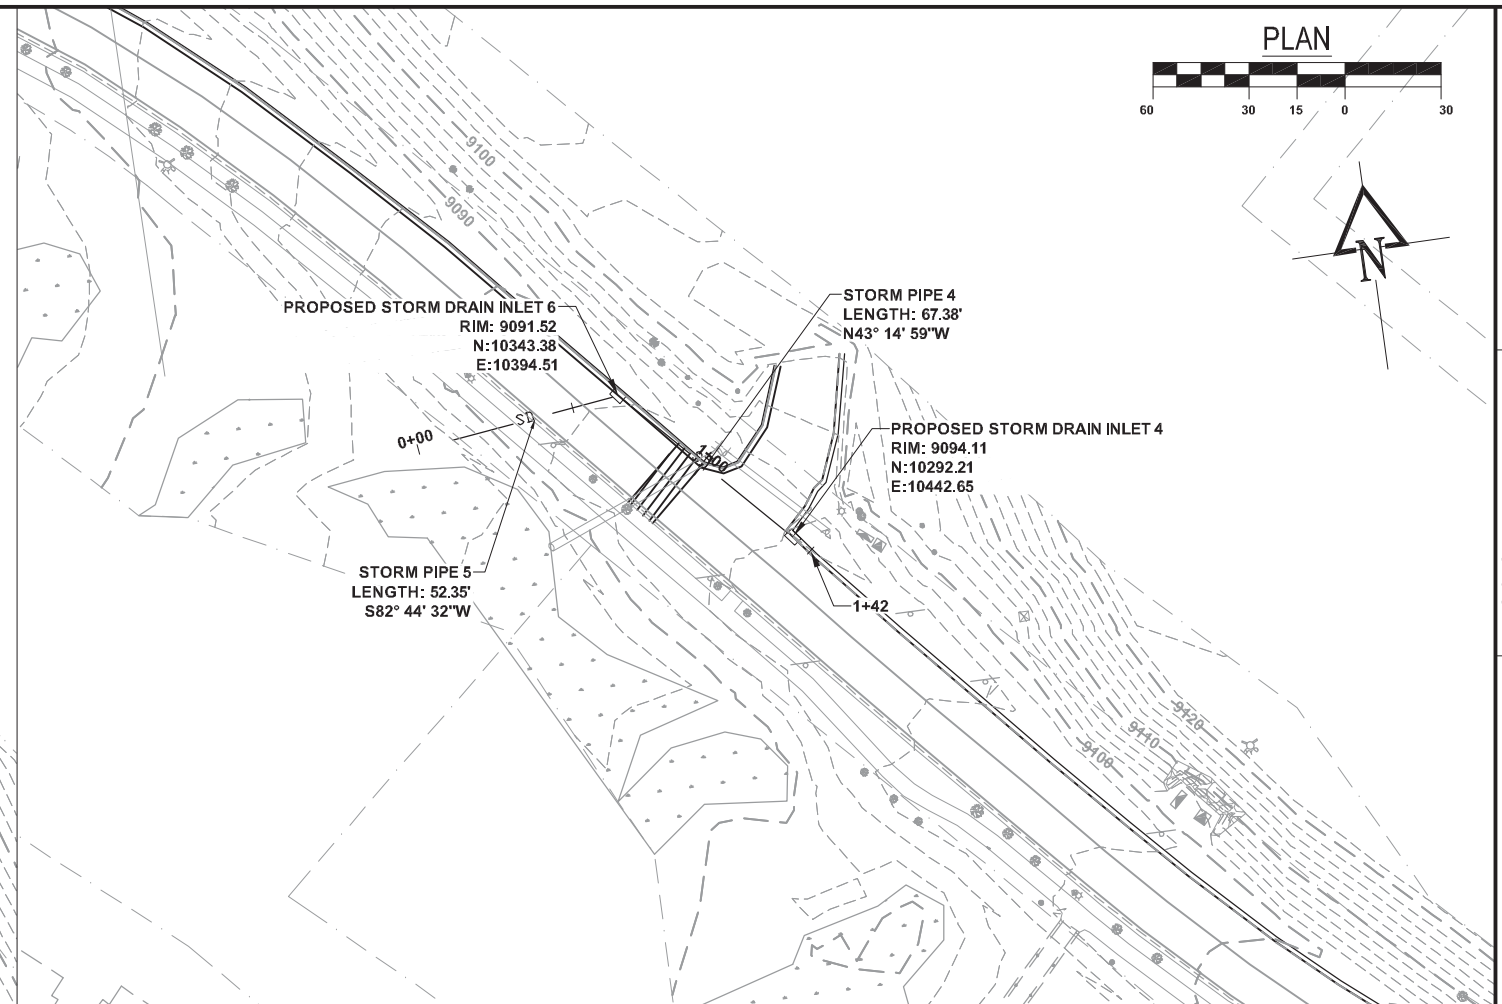 PLAN
60 30 15 0 30
N
9100
9090
PROPOSED STORM DRAIN INLET 6
RIM: 9091.52
N:10343.38
E:10394.51
STORM PIPE 4
LENGTH: 67.38'
N43° 14' 59"W
SD
0+00
1+00
PROPOSED STORM DRAIN INLET 4
RIM: 9094.11
N:10292.21
E:10442.65
STORM PIPE 5
LENGTH: 52.35'
S82° 44' 32"W
1+42
9420
9440
9100